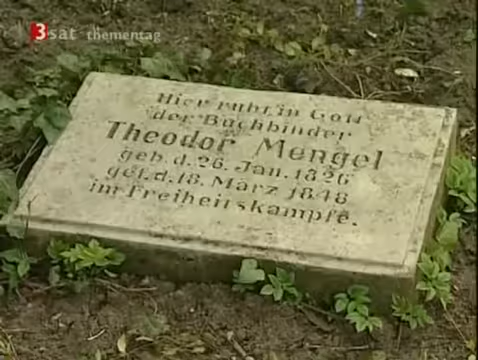 3sat thementag
Hier ruht in Gott
der Buchbinder
Theodor Mengel
geb. d. 26. Jan. 1826
gef. d. 18. März 1848
im Freiheitskampfe.